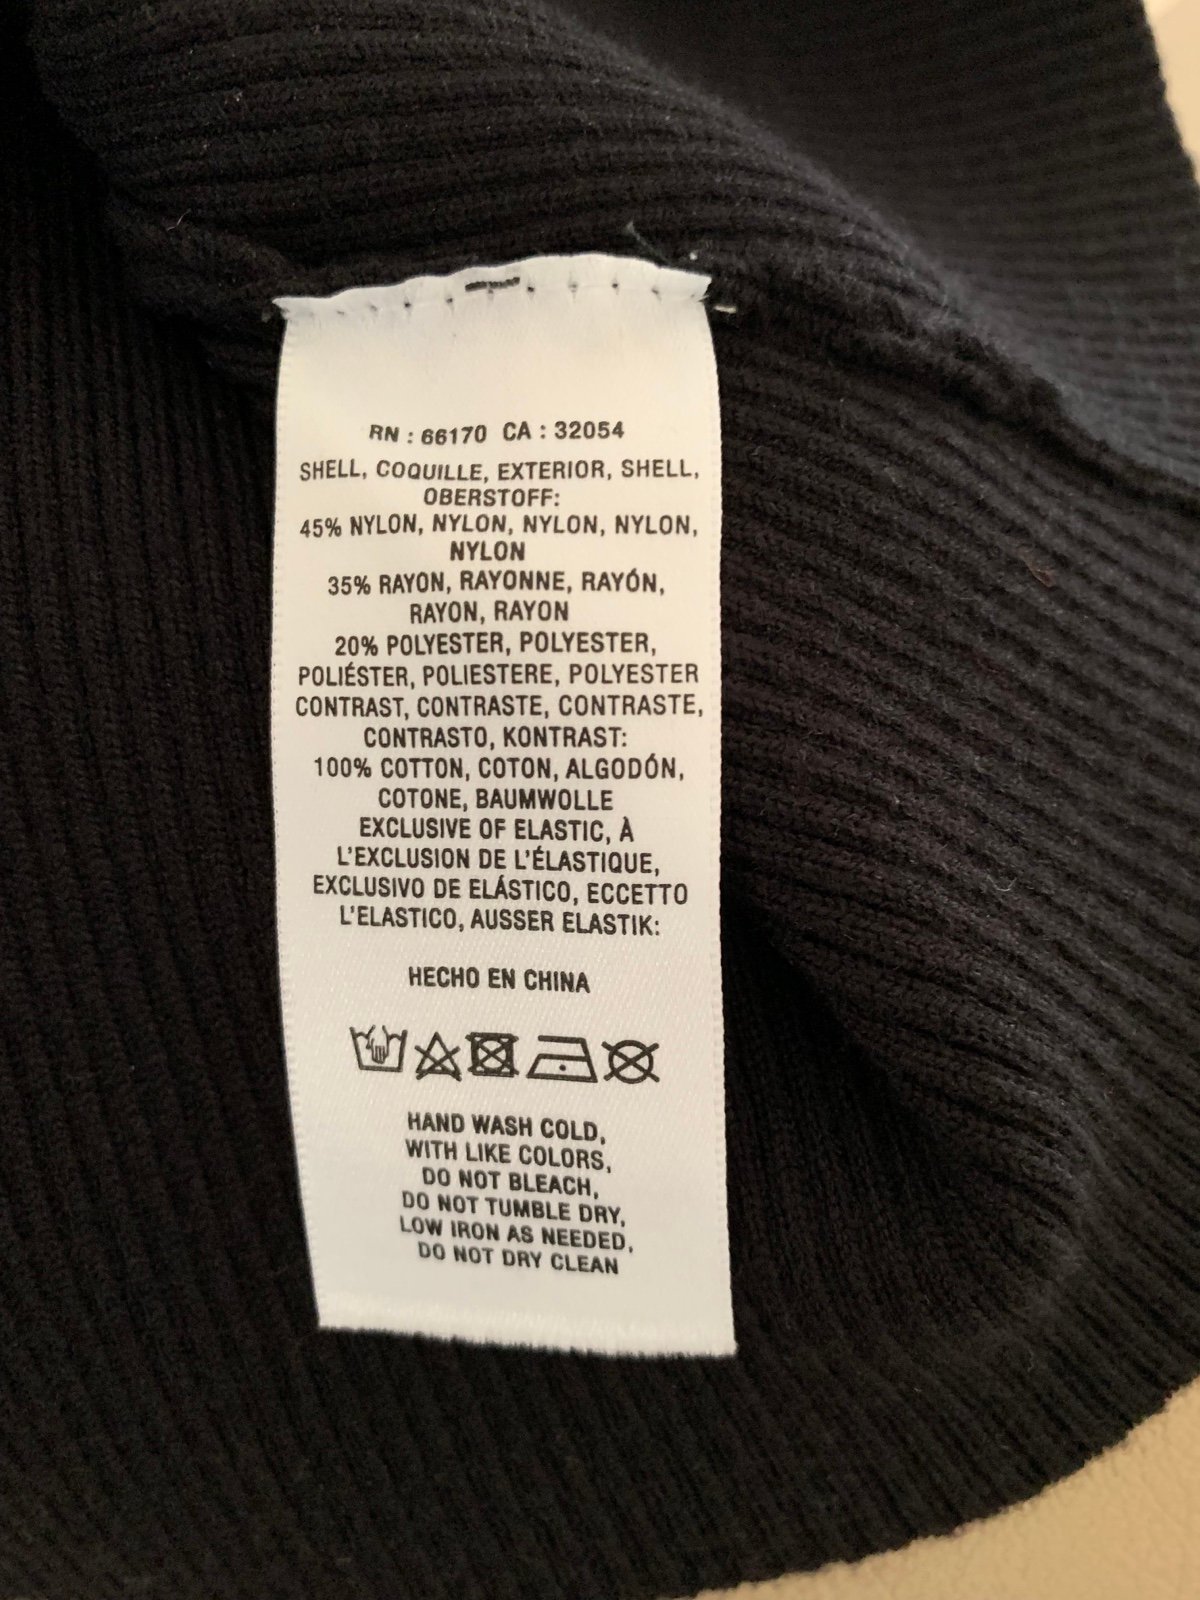 RN : 66170 CA : 32054
SHELL, COQUILLE, EXTERIOR, SHELL,
OBERSTOFF:
45% NYLON, NYLON, NYLON, NYLON,
NYLON
35% RAYON, RAYONNE, RAYÓN,
RAYON, RAYON
20% POLYESTER, POLYESTER,
POLIÉSTER, POLIESTERE, POLYESTER
CONTRAST, CONTRASTE, CONTRASTE,
CONTRASTO, KONTRAST:
100% COTTON, COTON, ALGODÓN,
COTONE, BAUMWOLLE
EXCLUSIVE OF ELASTIC, À
L'EXCLUSION DE L'ÉLASTIQUE,
EXCLUSIVO DE ELÁSTICO, ECCETTO
L'ELASTICO, AUSSER ELASTIK:
HECHO EN CHINA
HAND WASH COLD,
WITH LIKE COLORS,
DO NOT BLEACH,
DO NOT TUMBLE DRY,
LOW IRON AS NEEDED,
DO NOT DRY CLEAN